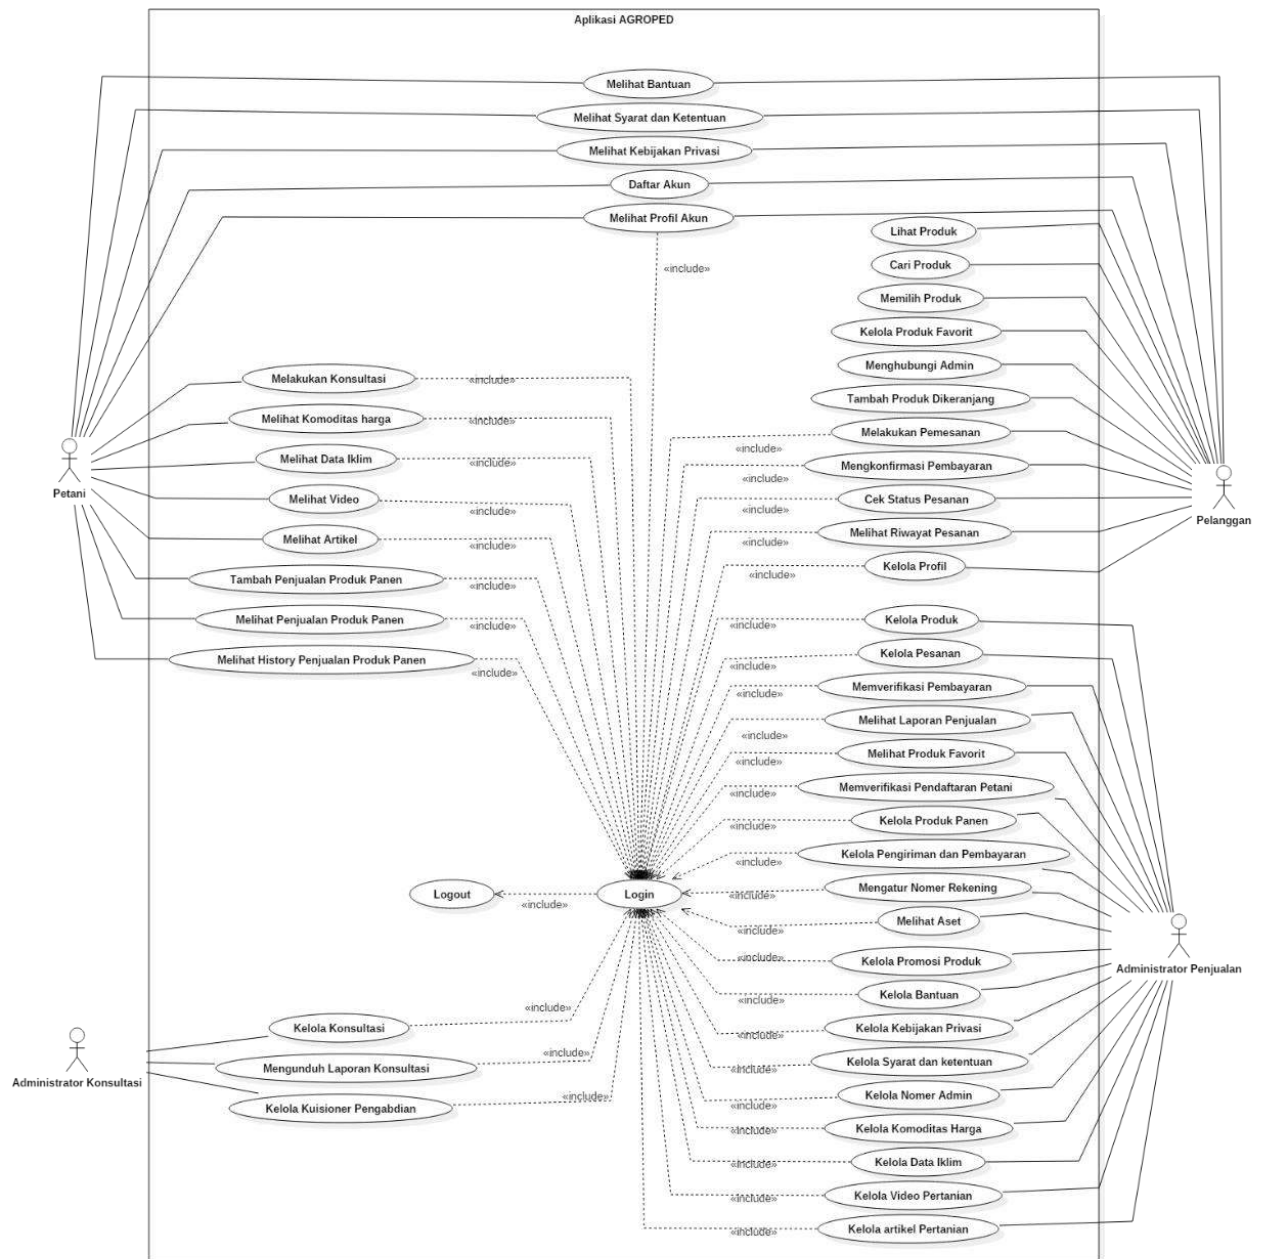 Aplikasi AGROPED
Melihat Bantuan
Melihat Syarat dan Ketentuan
Melihat Kebijakan Privasi
Daftar Akun
Melihat Profil Akun
«include»
Lihat Produk
Cari Produk
Memilih Produk
Kelola Produk Favorit
Menghubungi Admin
Tambah Produk Dikeranjang
Melakukan Pemesanan
«include»
Mengkonfirmasi Pembayaran
«include»
Cek Status Pesanan
«include»
Melihat Riwayat Pesanan
«include»
Kelola Profil
«include»
Pelanggan
Melakukan Konsultasi
«include»
Melihat Komoditas harga
«include»
Melihat Data Iklim
«include»
Melihat Video
«include»
Melihat Artikel
«include»
Tambah Penjualan Produk Panen
«include»
Melihat Penjualan Produk Panen
«include»
Melihat History Penjualan Produk Panen
«include»
Petani
Kelola Produk
«include»
Kelola Pesanan
«include»
Memverifikasi Pembayaran
«include»
Melihat Laporan Penjualan
«include»
Melihat Produk Favorit
«include»
Memverifikasi Pendaftaran Petani
«include»
Kelola Produk Panen
«include»
Kelola Pengiriman dan Pembayaran
«include»
Mengatur Nomer Rekening
«include»
Melihat Aset
«include»
Kelola Promosi Produk
«include»
Kelola Bantuan
«include»
Kelola Kebijakan Privasi
«include»
Kelola Syarat dan ketentuan
«include»
Kelola Nomer Admin
«include»
Kelola Komoditas Harga
«include»
Kelola Data Iklim
«include»
Kelola Video Pertanian
«include»
Kelola artikel Pertanian
«include»
Administrator Penjualan
Logout
«include»
Login
Kelola Konsultasi
«include»
Mengunduh Laporan Konsultasi
«include»
Kelola Kuisioner Pengabdian
«include»
Administrator Konsultasi